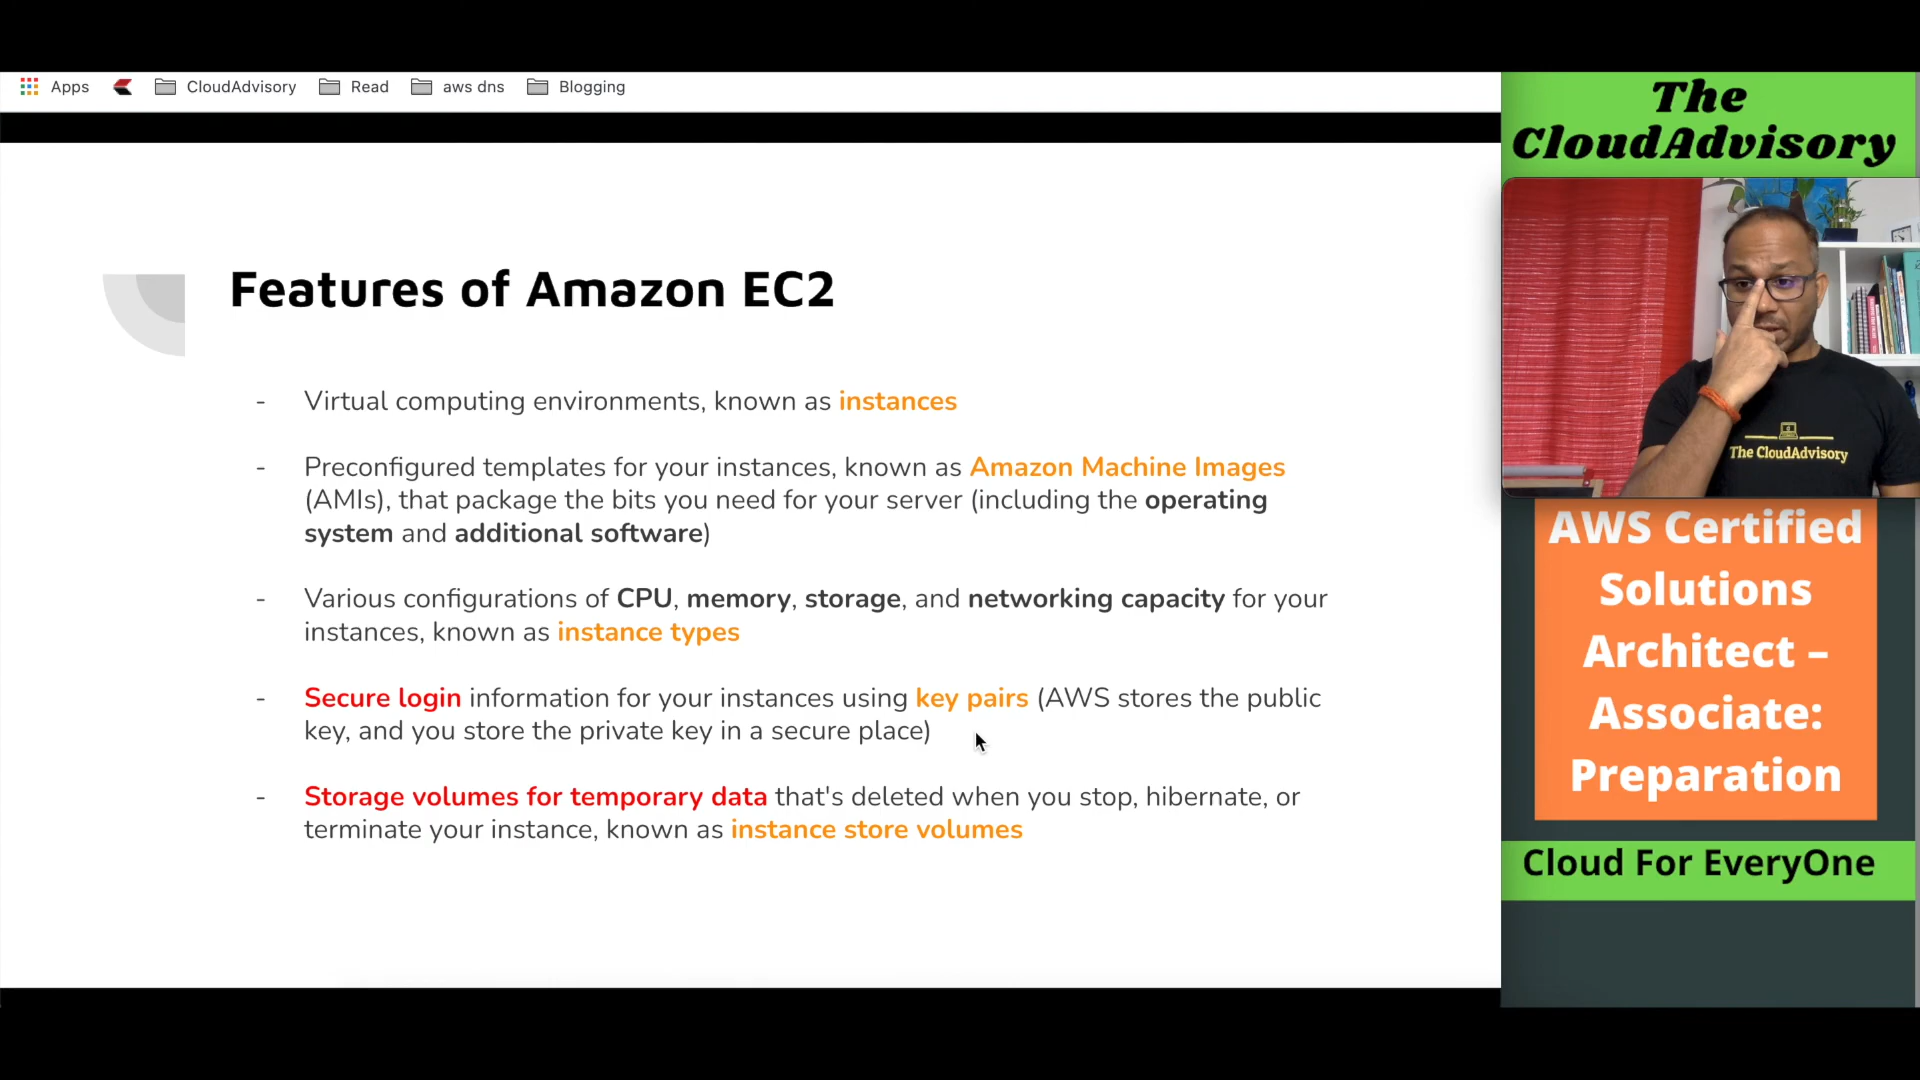 Apps CloudAdvisory Read aws dns Blogging
The
CloudAdvisory
Features of Amazon EC2
- Virtual computing environments, known as instances
- Preconfigured templates for your instances, known as Amazon Machine Images
(AMIs), that package the bits you need for your server (including the operating
system and additional software)
- Various configurations of CPU, memory, storage, and networking capacity for your
instances, known as instance types
- Secure login information for your instances using key pairs (AWS stores the public
key, and you store the private key in a secure place)
- Storage volumes for temporary data that's deleted when you stop, hibernate, or
terminate your instance, known as instance store volumes
The CloudAdvisory
AWS Certified
Solutions
Architect –
Associate:
Preparation
Cloud For EveryOne